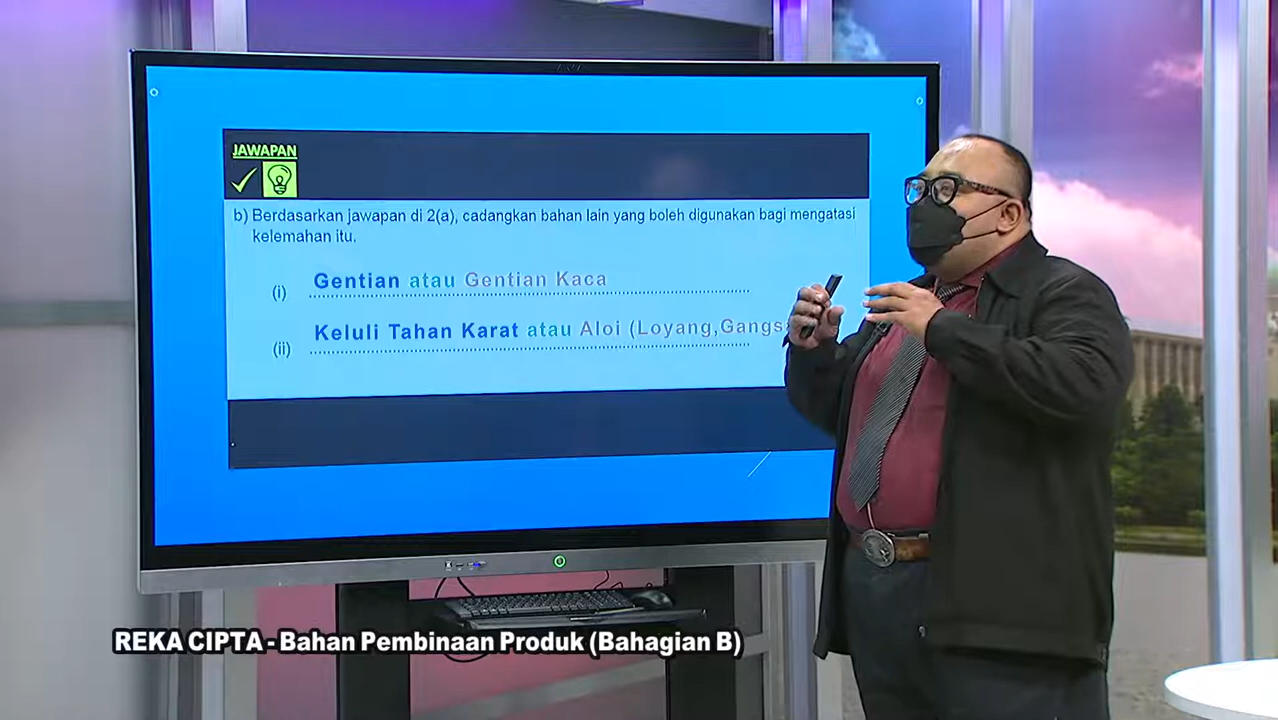 JAWAPAN
b) Berdasarkan jawapan di 2(a), cadangkan bahan lain yang boleh digunakan bagi mengatasi
kelemahan itu.
(i) Gentian atau Gentian Kaca
(ii) Keluli Tahan Karat atau Aloi (Loyang,Gangsa
REKA CIPTA - Bahan Pembinaan Produk (Bahagian B)